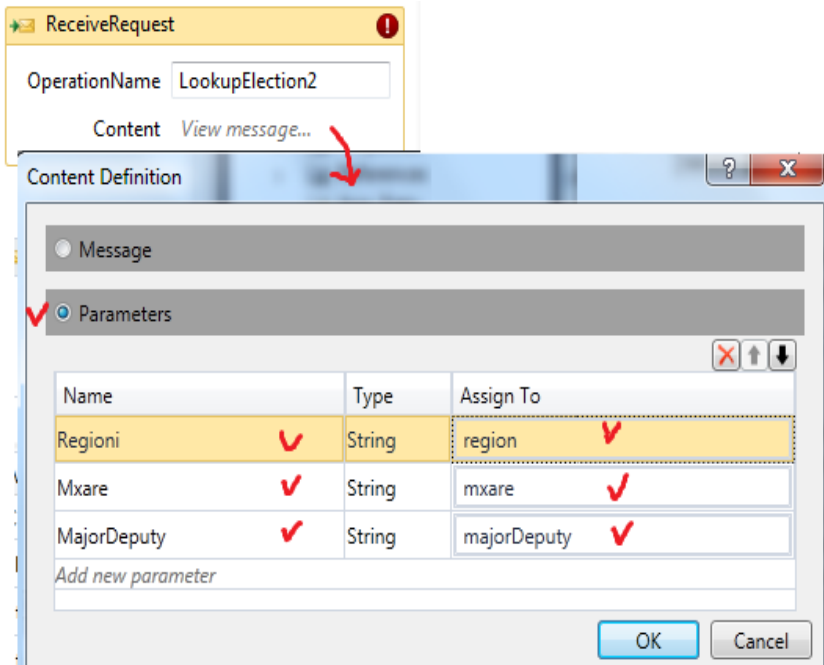 ReceiveRequest
OperationName LookupElection2
Content View message...
Content Definition
Message
Parameters
Name Type Assign To
Regioni String region
Mxare String mxare
MajorDeputy String majorDeputy
Add new parameter
OK Cancel